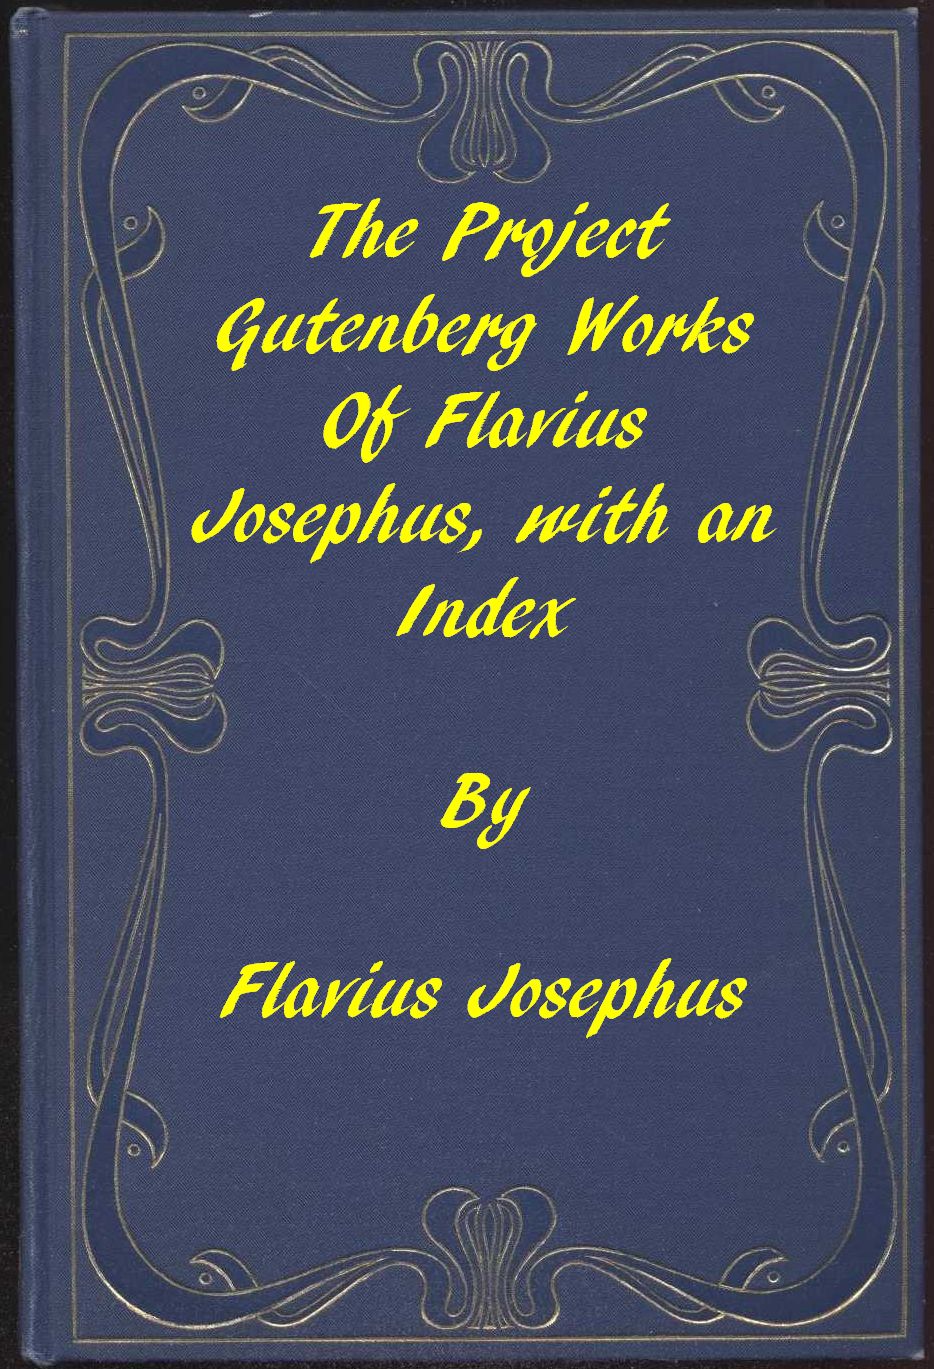 The Project
Gutenberg Works
Of Flavius
Josephus, with an
Index
By
Flavius Josephus